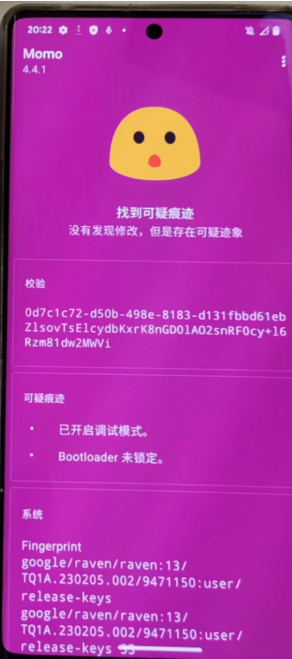 20:22
Momo
4.4.1
找到可疑痕迹
没有发现修改，但是存在可疑迹象
校验
0d7c1c72-d50b-498e-8183-d131fbbd61eb
ZlsovTsElcydbKxrK8nGDOlAO2snRFOcy+l6
Rzm81dw2MWVi
可疑痕迹
• 已开启调试模式。
• Bootloader 未锁定。
系统
Fingerprint
google/raven/raven:13/
TQ1A.230205.002/9471150:user/
release-keys
google/raven/raven:13/
TQ1A.230205.002/9471150:user/
release-keys 33